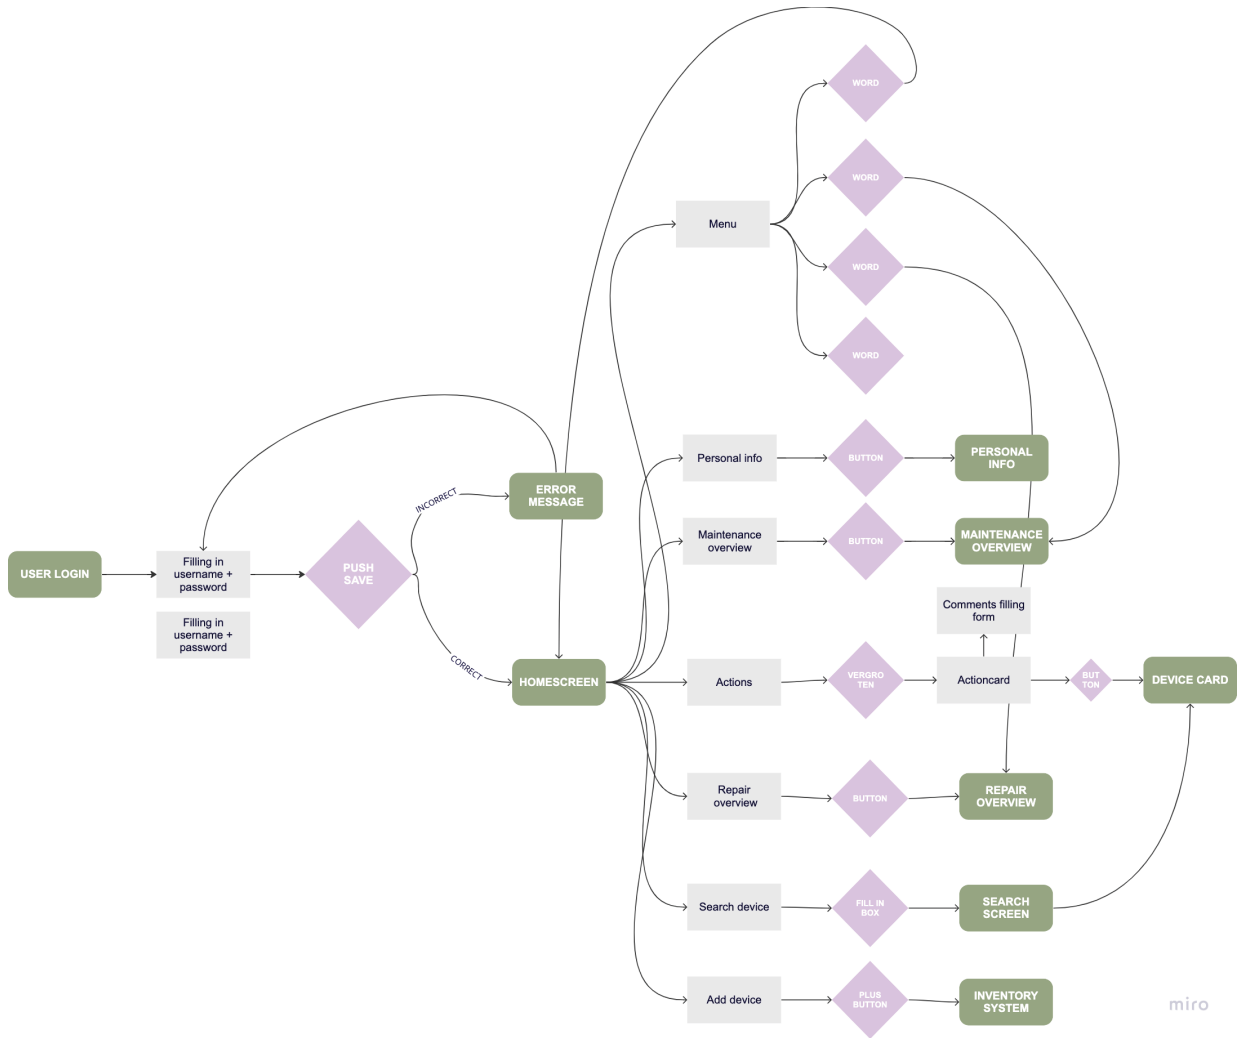 WORD
WORD
Menu
WORD
WORD
Personal info
BUTTON
PERSONAL
INFO
INCORRECT
ERROR
MESSAGE
Maintenance
overview
BUTTON
MAINTENANCE
OVERVIEW
USER LOGIN
Filling in
username +
password
PUSH
SAVE
Filling in
username +
password
Comments filling
form
CORRECT
HOMESCREEN
Actions
VERGRO
TEN
Actioncard
BUT
TON
DEVICE CARD
Repair
overview
BUTTON
REPAIR
OVERVIEW
Search device
FILL IN
BOX
SEARCH
SCREEN
Add device
PLUS
BUTTON
INVENTORY
SYSTEM
miro